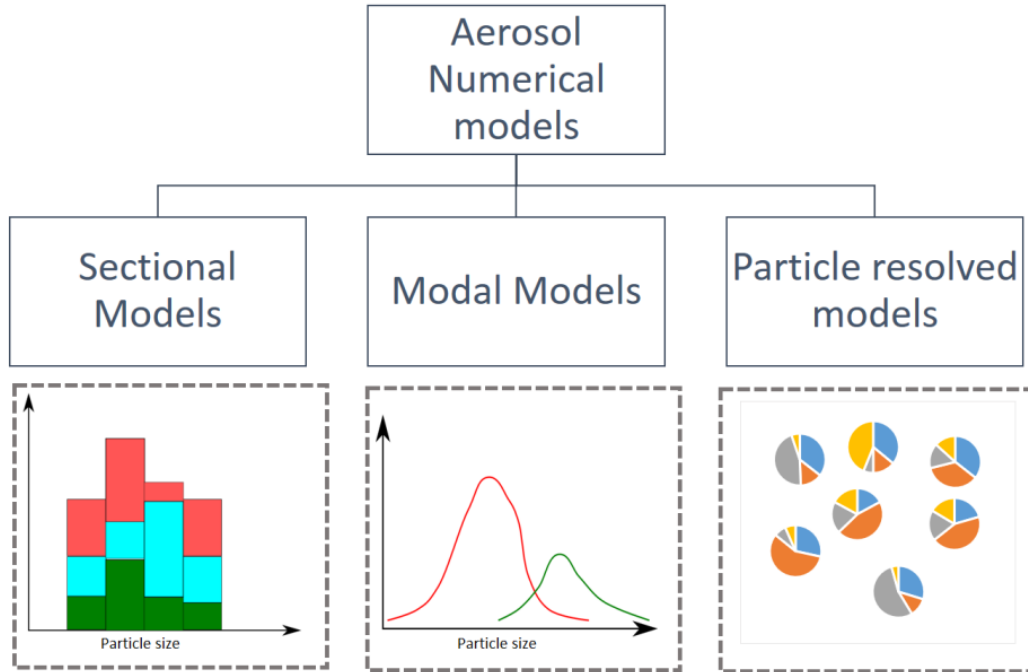 Aerosol
Numerical
models
Sectional
Models
Modal Models
Particle resolved
models
Particle size
Particle size